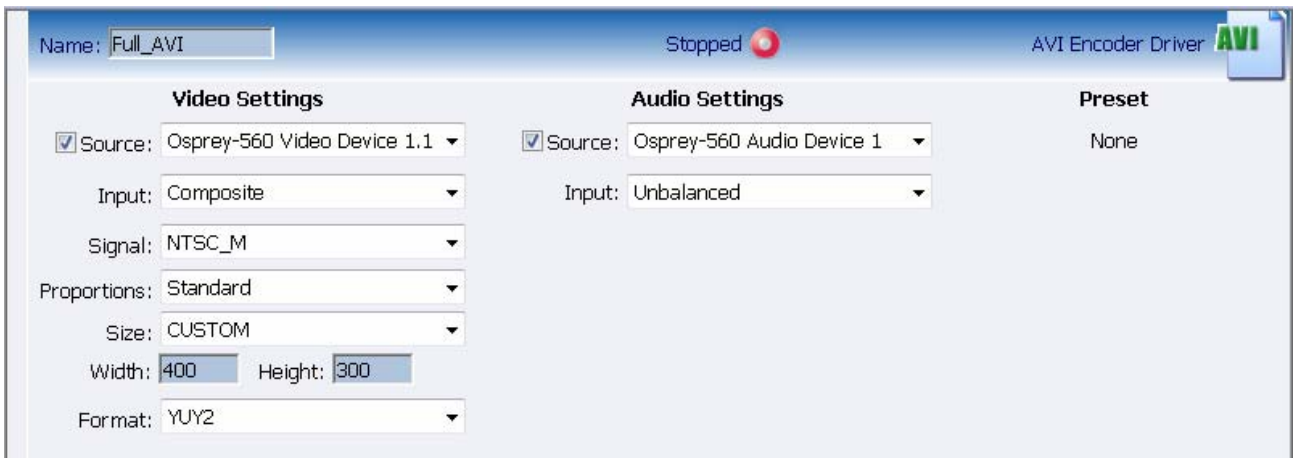 Name: Full_AVI Stopped AVI Encoder Driver AVI
Video Settings Audio Settings Preset
Source: Osprey-560 Video Device 1.1 Source: Osprey-560 Audio Device 1 None
Input: Composite Input: Unbalanced
Signal: NTSC_M
Proportions: Standard
Size: CUSTOM
Width: 400 Height: 300
Format: YUY2